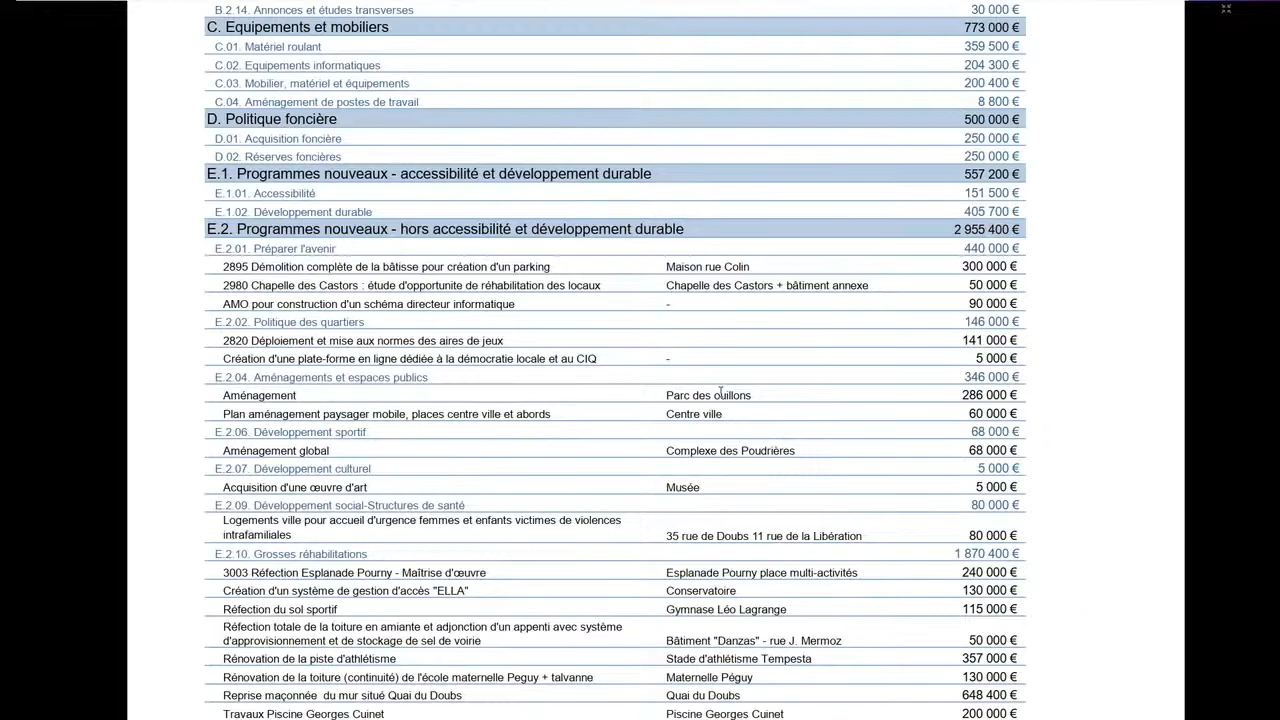 B.2.14. Annonces et études transverses 30 000 €
C. Equipements et mobiliers 773 000 €
C.01. Matériel roulant 359 500 €
C.02. Equipements informatiques 204 300 €
C.03. Mobilier, matériel et équipements 200 400 €
C.04. Aménagement de postes de travail 8 800 €
D. Politique foncière 500 000 €
D.01. Acquisition foncière 250 000 €
D.02. Réserves foncières 250 000 €
E.1. Programmes nouveaux - accessibilité et développement durable 557 200 €
E.1.01. Accessibilité 151 500 €
E.1.02. Développement durable 405 700 €
E.2. Programmes nouveaux - hors accessibilité et développement durable 2 955 400 €
E.2.01. Préparer l'avenir 440 000 €
2895 Démolition complète de la bâtisse pour création d'un parking Maison rue Colin 300 000 €
2980 Chapelle des Castors : étude d'opportunite de réhabilitation des locaux Chapelle des Castors + bâtiment annexe 50 000 €
AMO pour construction d'un schéma directeur informatique - 90 000 €
E.2.02. Politique des quartiers 146 000 €
2820 Déploiement et mise aux normes des aires de jeux 141 000 €
Création d'une plate-forme en ligne dédiée à la démocratie locale et au CIQ - 5 000 €
E.2.04. Aménagements et espaces publics 346 000 €
Aménagement Parc des ouillons 286 000 €
Plan aménagement paysager mobile, places centre ville et abords Centre ville 60 000 €
E.2.06. Développement sportif 68 000 €
Aménagement global Complexe des Poudrières 68 000 €
E.2.07. Développement culturel 5 000 €
Acquisition d'une œuvre d'art Musée 5 000 €
E.2.09. Développement social-Structures de santé 80 000 €
Logements ville pour accueil d'urgence femmes et enfants victimes de violences
intrafamiliales 35 rue de Doubs 11 rue de la Libération 80 000 €
E.2.10. Grosses réhabilitations 1 870 400 €
3003 Réfection Esplanade Pourny - Maîtrise d'œuvre Esplanade Pourny place multi-activités 240 000 €
Création d'un système de gestion d'accès "ELLA" Conservatoire 130 000 €
Réfection du sol sportif Gymnase Léo Lagrange 115 000 €
Réfection totale de la toiture en amiante et adjonction d'un appenti avec système
d'approvisionnement et de stockage de sel de voirie Bâtiment "Danzas" - rue J. Mermoz 50 000 €
Rénovation de la piste d'athlétisme Stade d'athlétisme Tempesta 357 000 €
Rénovation de la toiture (continuité) de l'école maternelle Peguy + talvanne Maternelle Péguy 130 000 €
Reprise maçonnée du mur situé Quai du Doubs Quai du Doubs 648 400 €
Travaux Piscine Georges Cuinet Piscine Georges Cuinet 200 000 €